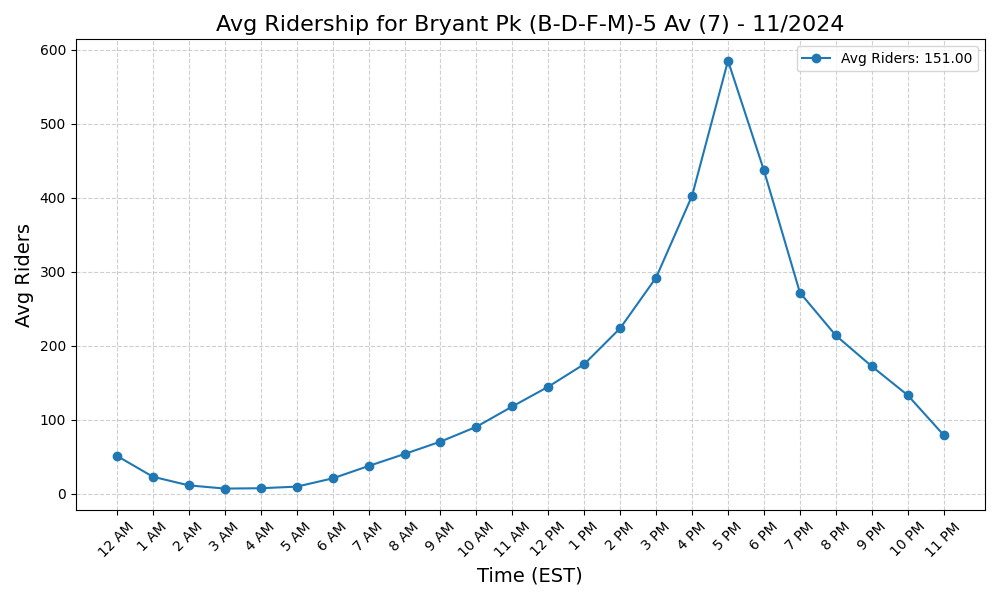 Avg Ridership for Bryant Pk (B-D-F-M)-5 Av (7) - 11/2024
Avg Riders: 151.00
Avg Riders
600
500
400
300
200
100
0
12 AM
1 AM
2 AM
3 AM
4 AM
5 AM
6 AM
7 AM
8 AM
9 AM
10 AM
11 AM
12 PM
1 PM
2 PM
3 PM
4 PM
5 PM
6 PM
7 PM
8 PM
9 PM
10 PM
11 PM
Time (EST)